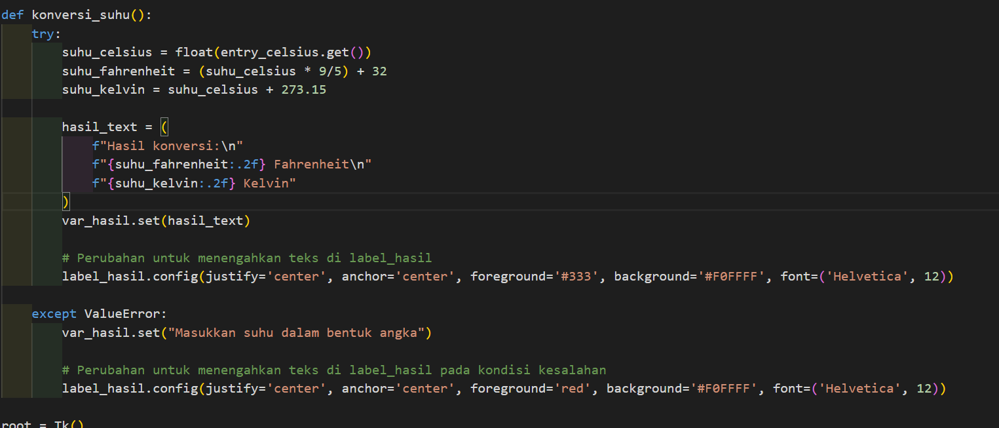 def konversi_suhu():
    try:
        suhu_celsius = float(entry_celsius.get())
        suhu_fahrenheit = (suhu_celsius * 9/5) + 32
        suhu_kelvin = suhu_celsius + 273.15
        hasil_text = (
            f"Hasil konversi:\n"
            f"{suhu_fahrenheit:.2f} Fahrenheit\n"
            f"{suhu_kelvin:.2f} Kelvin"
        )
        var_hasil.set(hasil_text)
        # Perubahan untuk menengahkan teks di label_hasil
        label_hasil.config(justify='center', anchor='center', foreground='#333', background='#F0FFFF', font=('Helvetica', 12))
    except ValueError:
        var_hasil.set("Masukkan suhu dalam bentuk angka")
        # Perubahan untuk menengahkan teks di label_hasil pada kondisi kesalahan
        label_hasil.config(justify='center', anchor='center', foreground='red', background='#F0FFFF', font=('Helvetica', 12))
root = Tk()